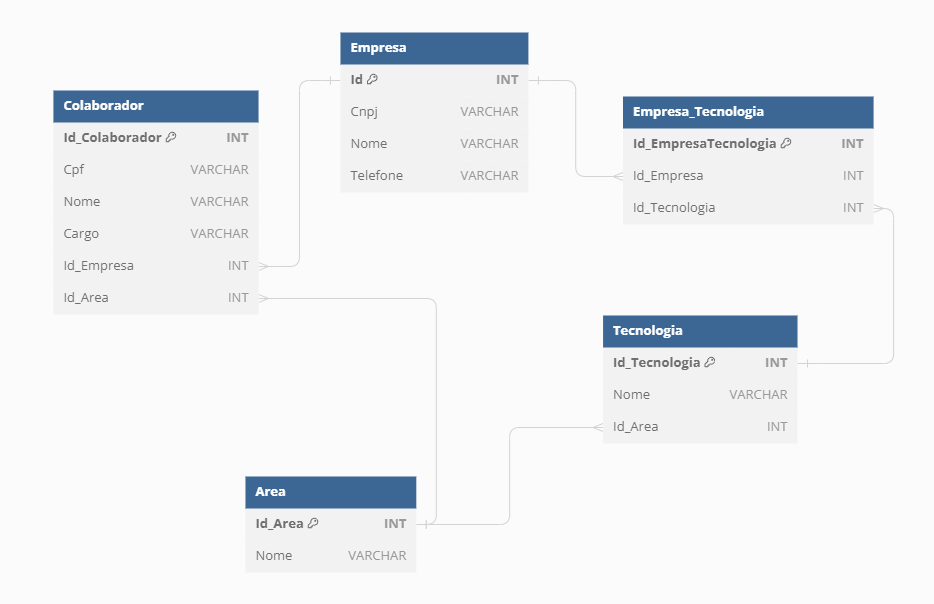 Empresa
Id INT
Cnpj VARCHAR
Nome VARCHAR
Telefone VARCHAR
Colaborador
Id_Colaborador INT
Cpf VARCHAR
Nome VARCHAR
Cargo VARCHAR
Id_Empresa INT
Id_Area INT
Empresa_Tecnologia
Id_EmpresaTecnologia INT
Id_Empresa INT
Id_Tecnologia INT
Tecnologia
Id_Tecnologia INT
Nome VARCHAR
Id_Area INT
Area
Id_Area INT
Nome VARCHAR